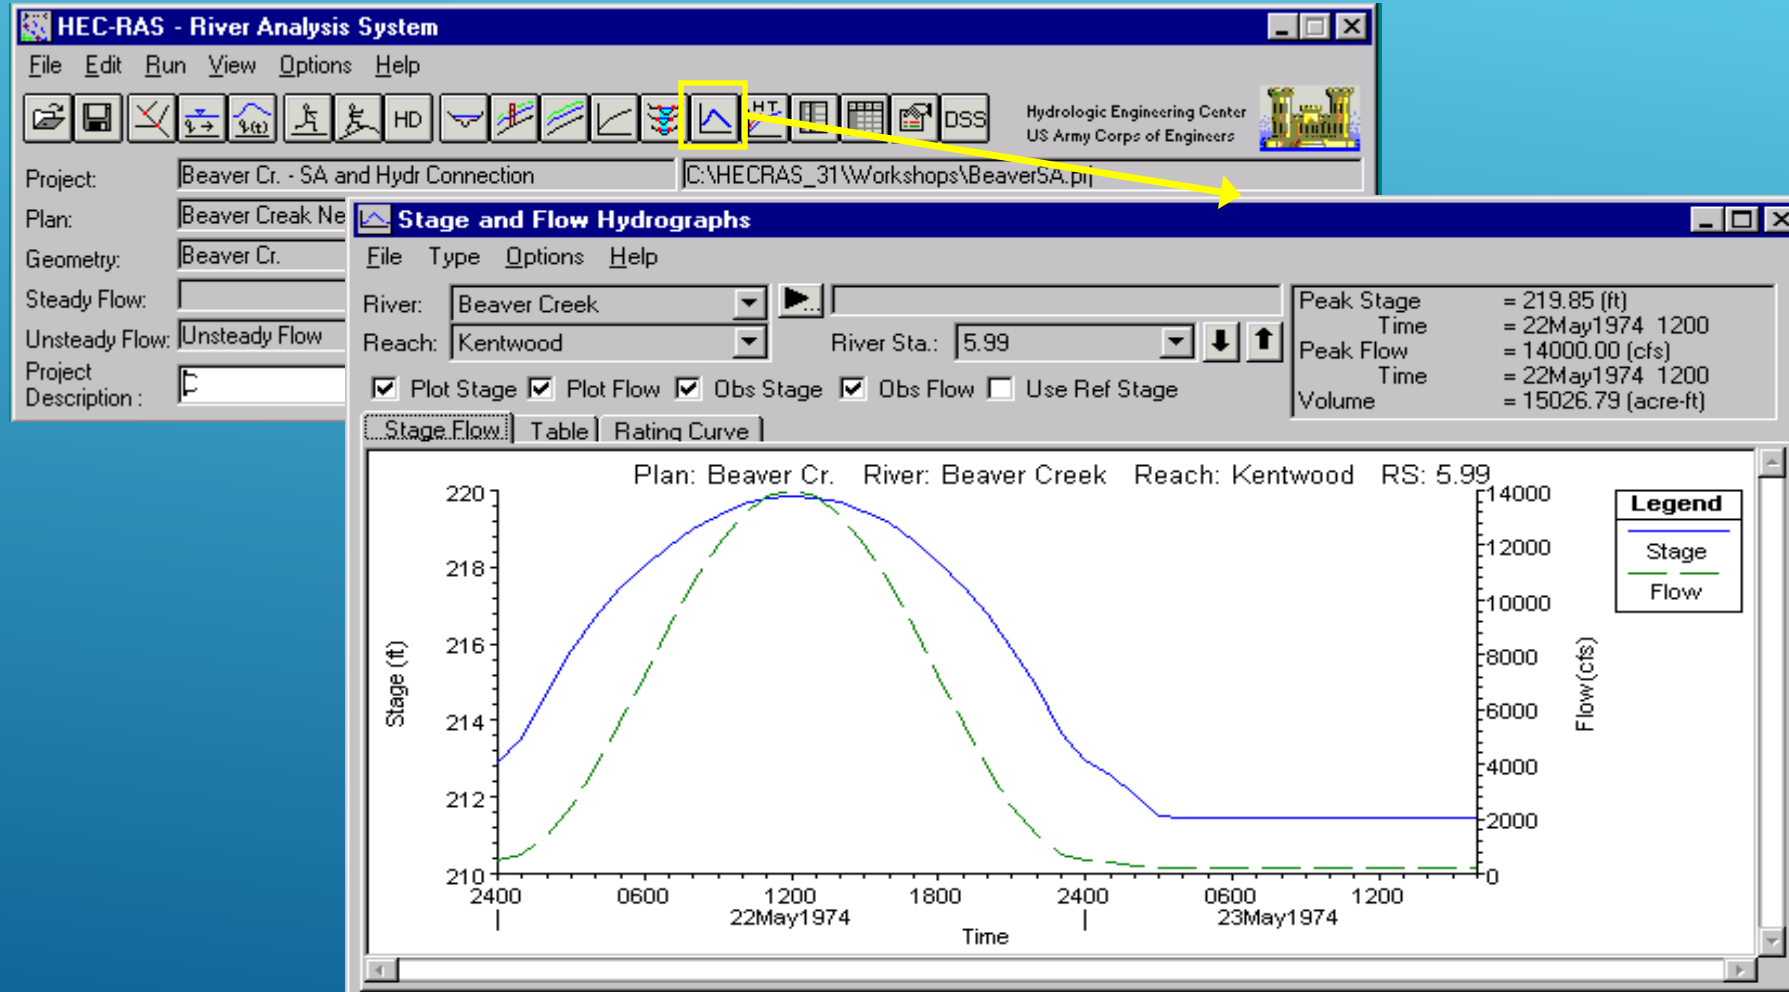 HEC-RAS - River Analysis System
File Edit Run View Options Help
HD
H.T.
DSS
Hydrologic Engineering Center
US Army Corps of Engineers
Project: Beaver Cr. - SA and Hydr Connection C:\HECRAS_31\Workshops\BeaverSA.prj
Plan: Beaver Creak Ne
Geometry: Beaver Cr.
Steady Flow:
Unsteady Flow: Unsteady Flow
Project
Description :
Stage and Flow Hydrographs
File Type Options Help
River: Beaver Creek
Reach: Kentwood River Sta.: 5.99
Plot Stage Plot Flow Obs Stage Obs Flow Use Ref Stage
Peak Stage = 219.85 (ft)
Time = 22May1974 1200
Peak Flow = 14000.00 (cfs)
Time = 22May1974 1200
Volume = 15026.79 (acre-ft)
Stage Flow Table Rating Curve
Plan: Beaver Cr. River: Beaver Creek Reach: Kentwood RS: 5.99
220
218
216
214
212
210
Stage (ft)
14000
12000
10000
8000
6000
4000
2000
0
Flow(cfs)
Legend
Stage
Flow
2400 0600 1200 1800 2400 0600 1200
22May1974 23May1974
Time